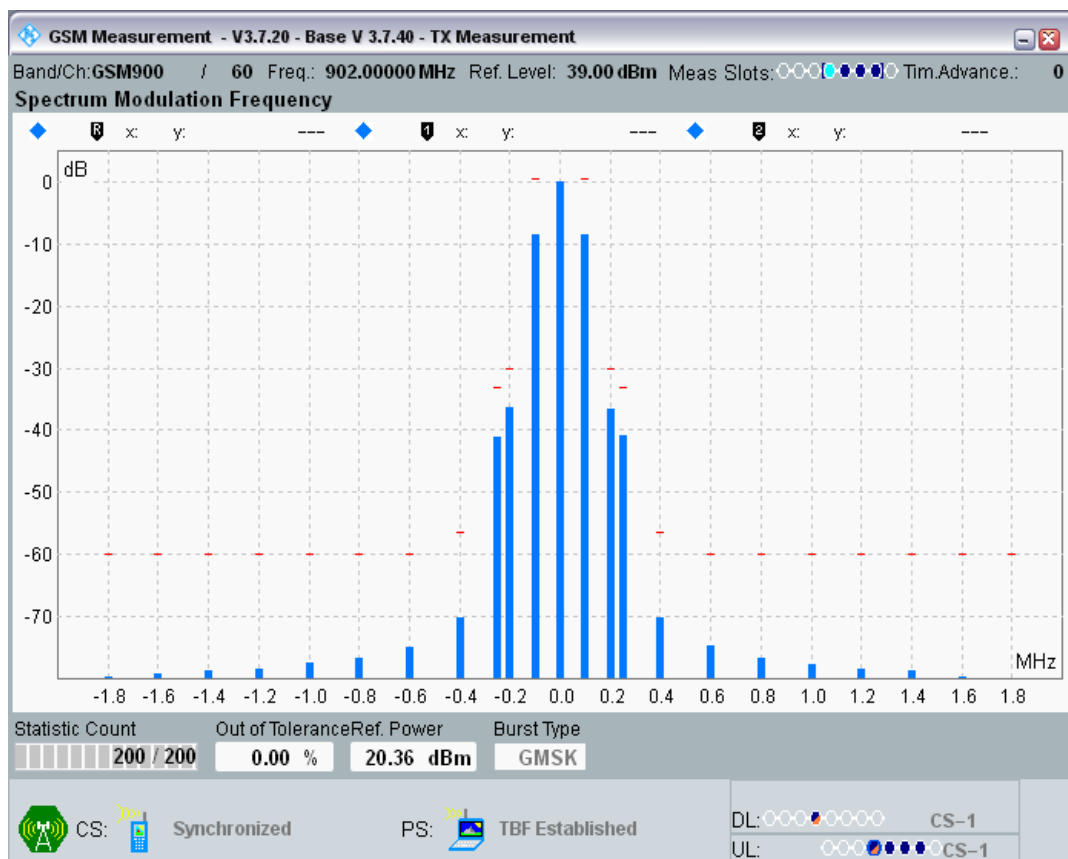 GSM Measurement - V3.7.20 - Base V 3.7.40 - TX Measurement
Band/Ch:GSM900 / 60 Freq.: 902.00000 MHz Ref. Level: 39.00 dBm Meas Slots: Tim.Advance.: 0
Spectrum Modulation Frequency
R x: y: --- 1 x: y: --- 2 x: y: ---
dB
0
-10
-20
-30
-40
-50
-60
-70
MHz
-1.8 -1.6 -1.4 -1.2 -1.0 -0.8 -0.6 -0.4 -0.2 0.0 0.2 0.4 0.6 0.8 1.0 1.2 1.4 1.6 1.8
Statistic Count Out of Tolerance Ref. Power Burst Type
200 / 200 0.00 % 20.36 dBm GMSK
CS: Synchronized PS: TBF Established
DL: CS-1
UL: CS-1